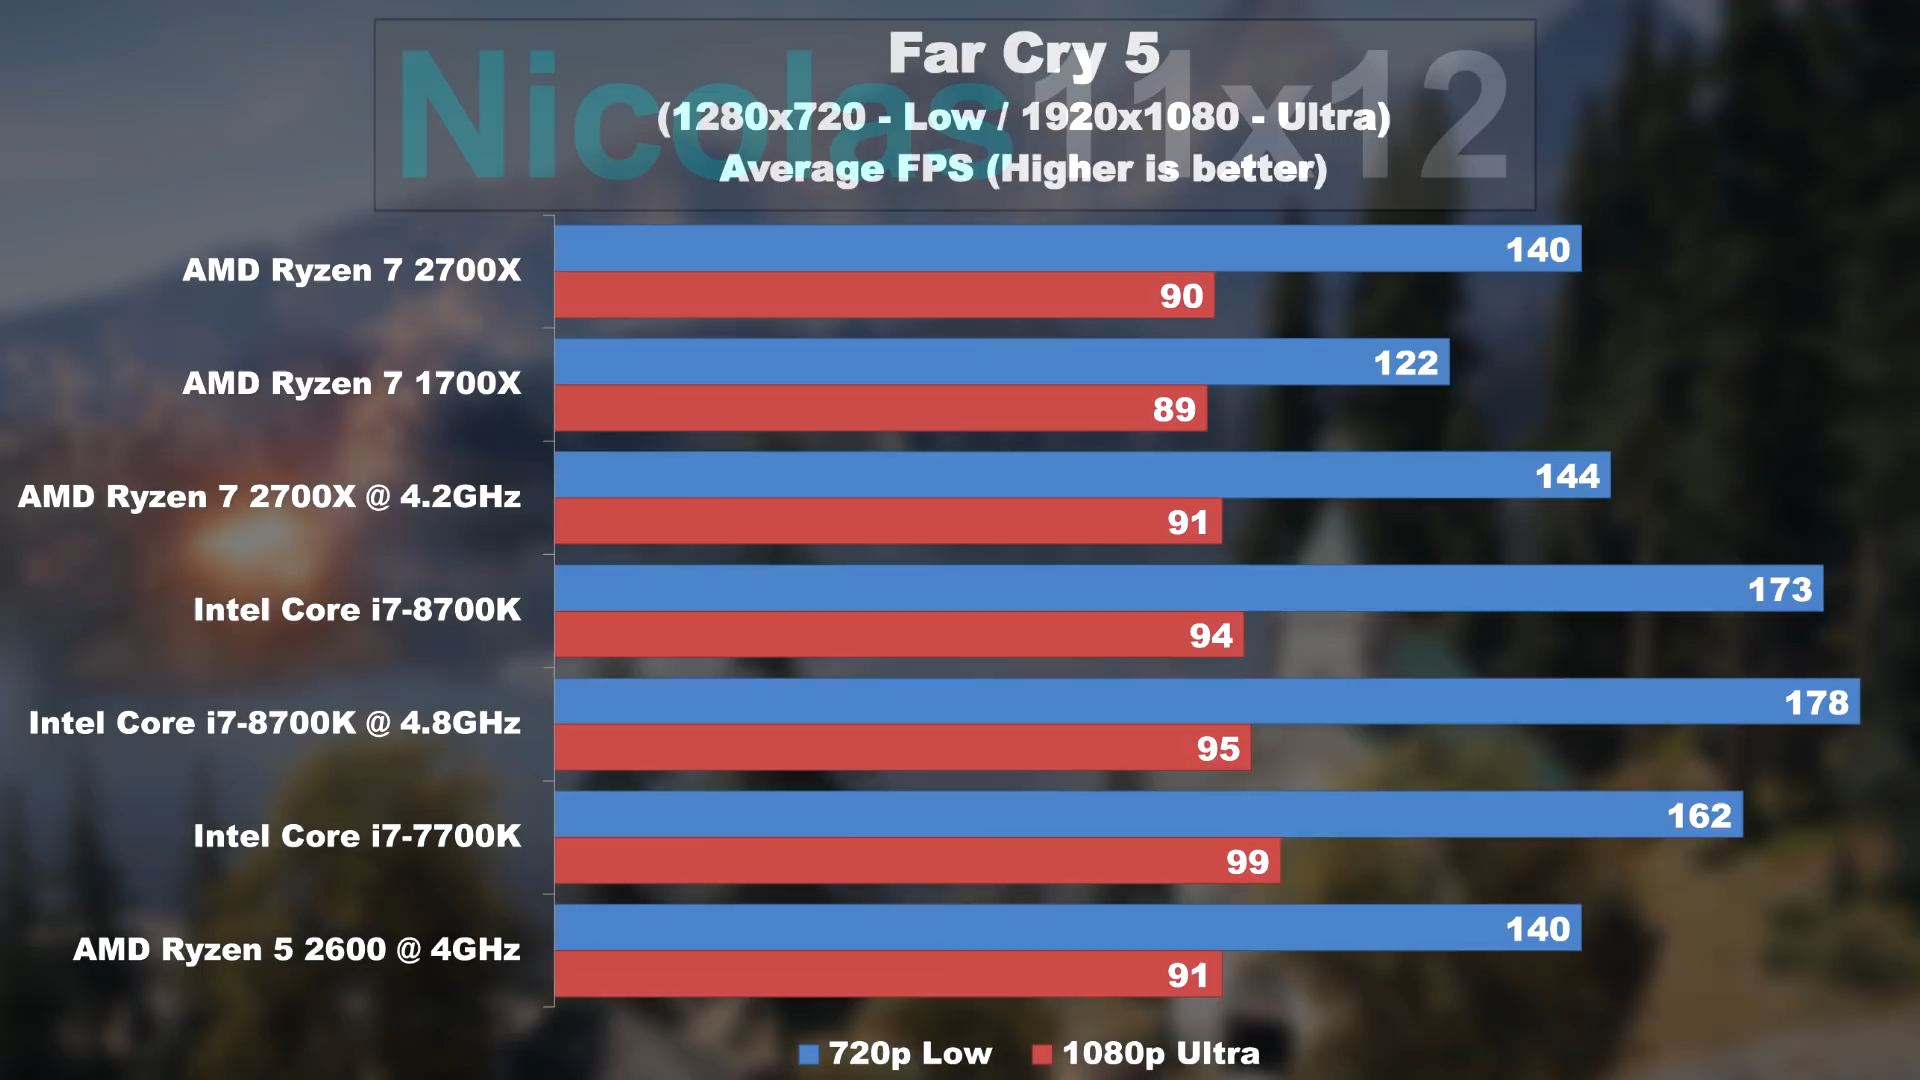 Nicolas11x12
Far Cry 5
(1280x720 - Low / 1920x1080 - Ultra)
Average FPS (Higher is better)
AMD Ryzen 7 2700X
140
90
AMD Ryzen 7 1700X
122
89
AMD Ryzen 7 2700X @ 4.2GHz
144
91
Intel Core i7-8700K
173
94
Intel Core i7-8700K @ 4.8GHz
178
95
Intel Core i7-7700K
162
99
AMD Ryzen 5 2600 @ 4GHz
140
91
720p Low 1080p Ultra